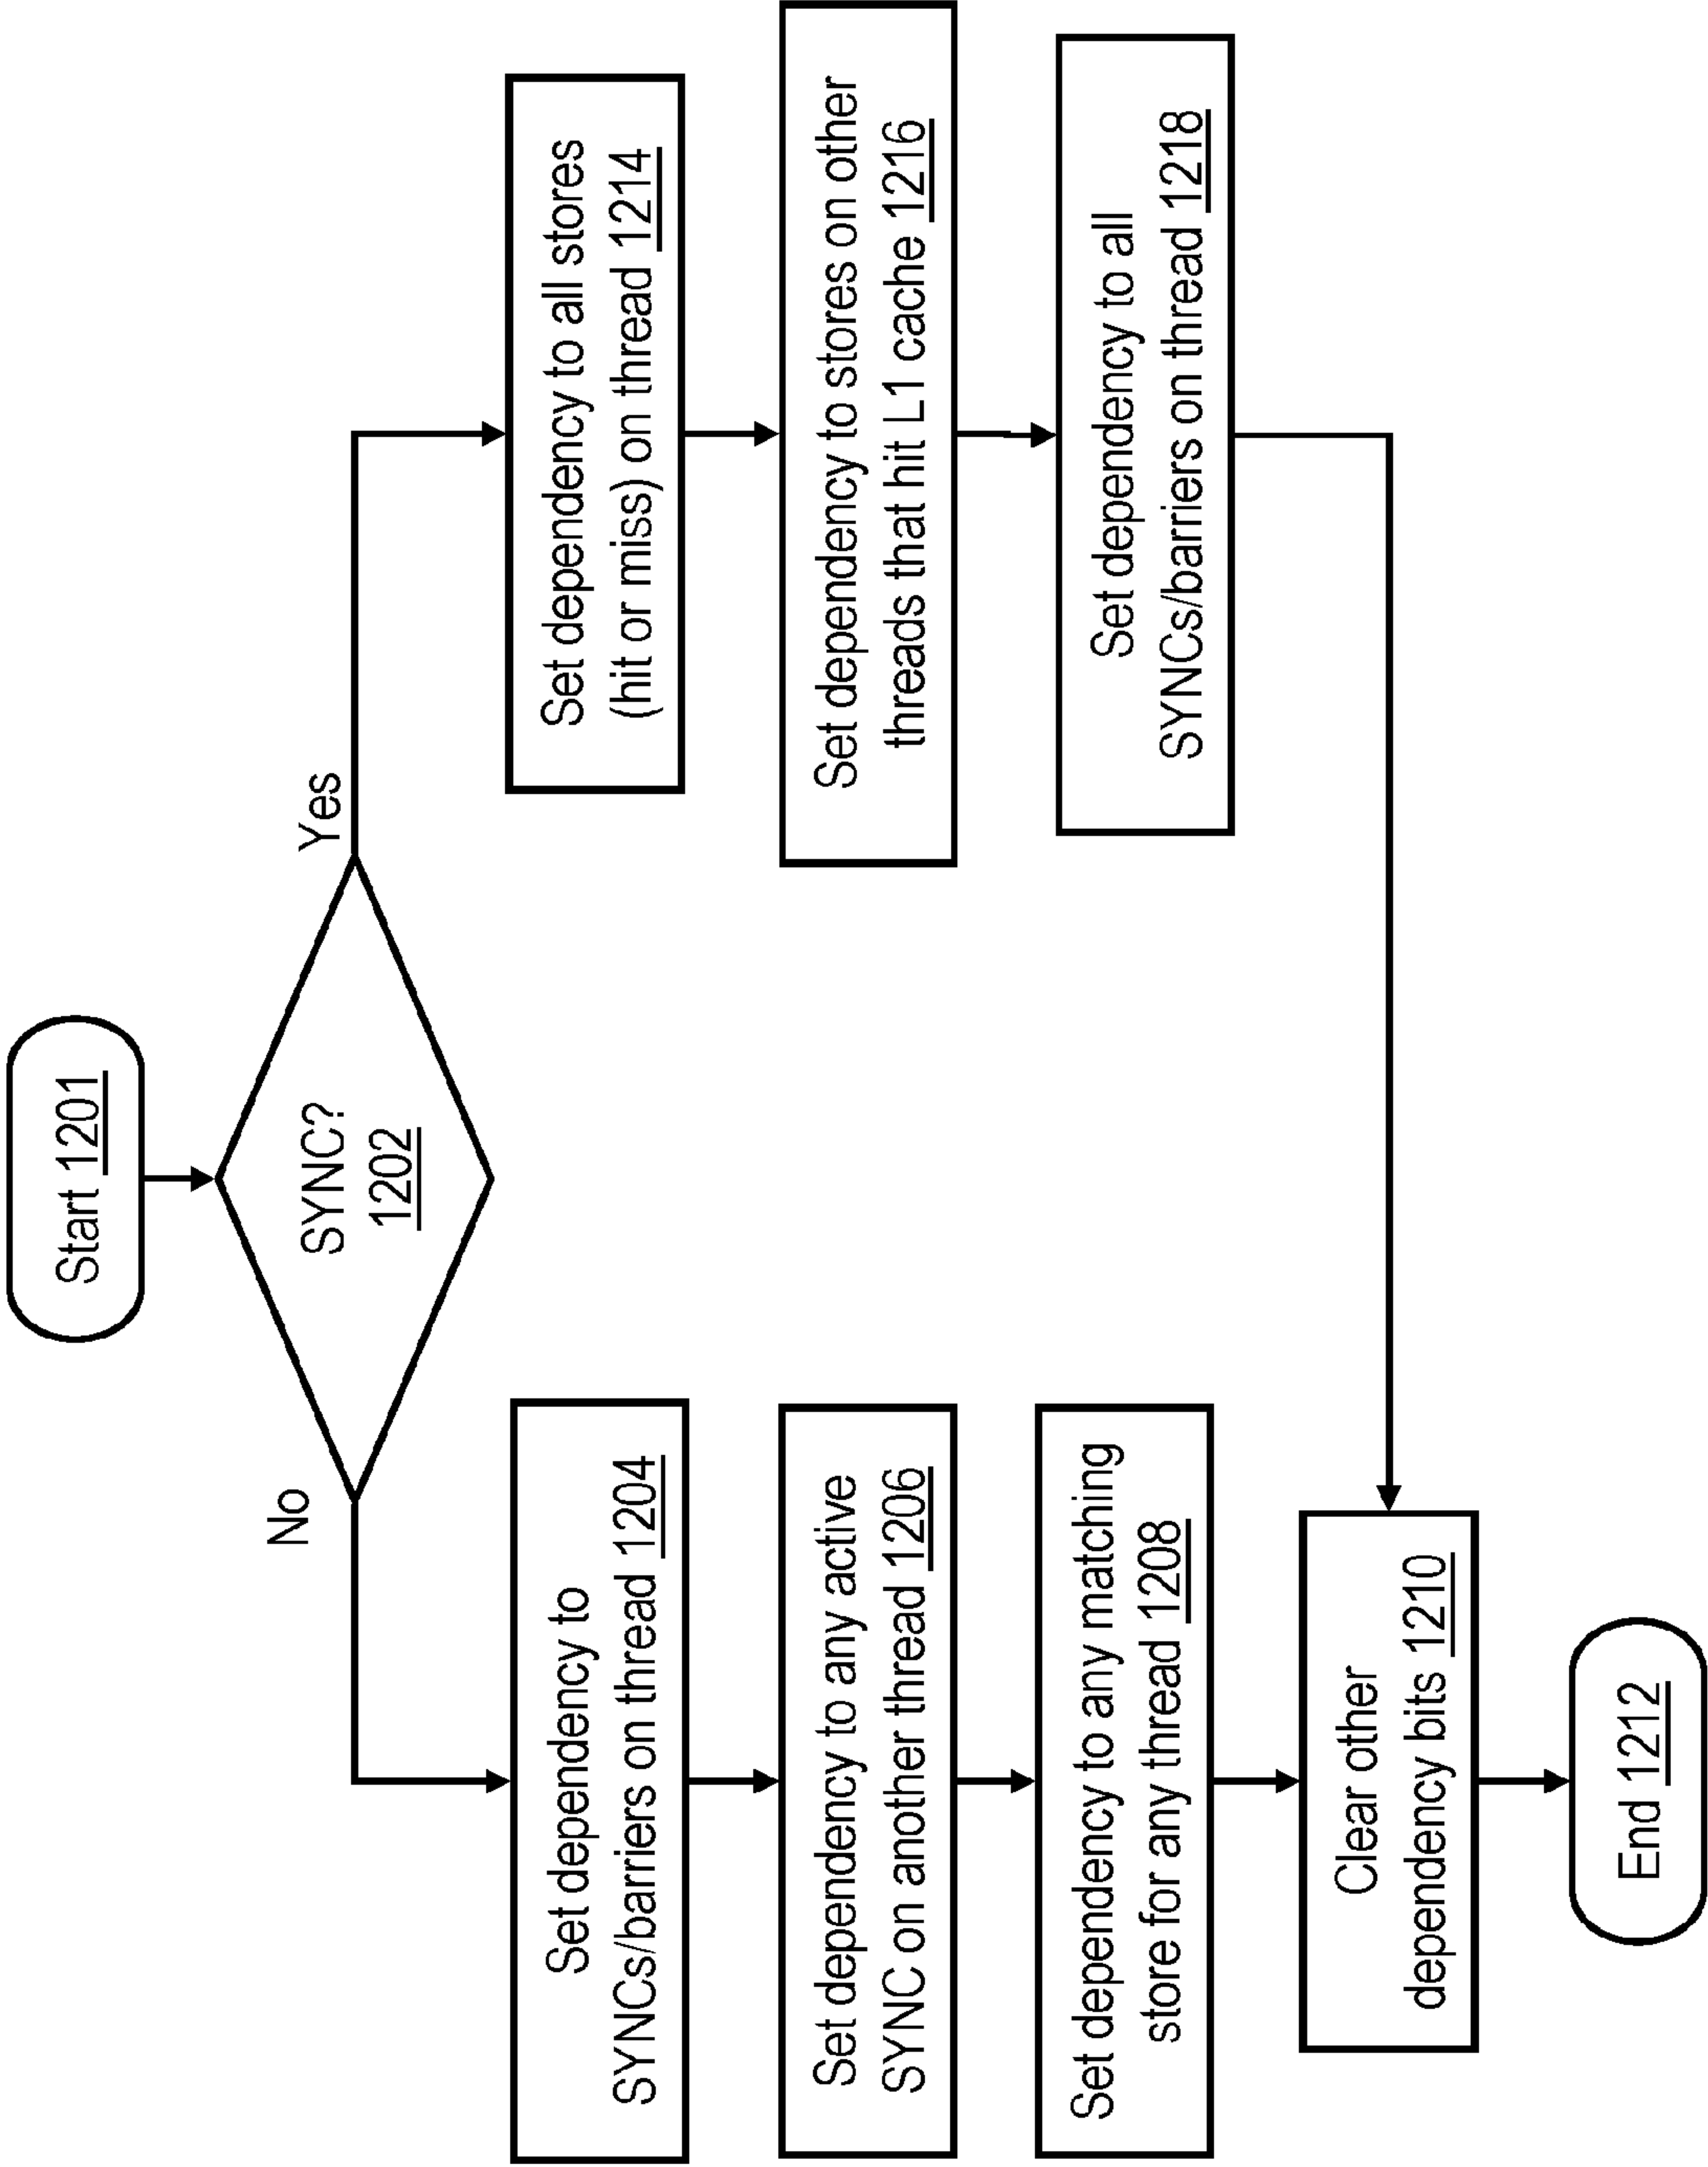 Start 1201
SYNC?
1202
No
Yes
Set dependency to
SYNCs/barriers on thread 1204
Set dependency to any active
SYNC on another thread 1206
Set dependency to any matching
store for any thread 1208
Clear other
dependency bits 1210
End 1212
Set dependency to all stores
(hit or miss) on thread 1214
Set dependency to stores on other
threads that hit L1 cache 1216
Set dependency to all
SYNCs/barriers on thread 1218